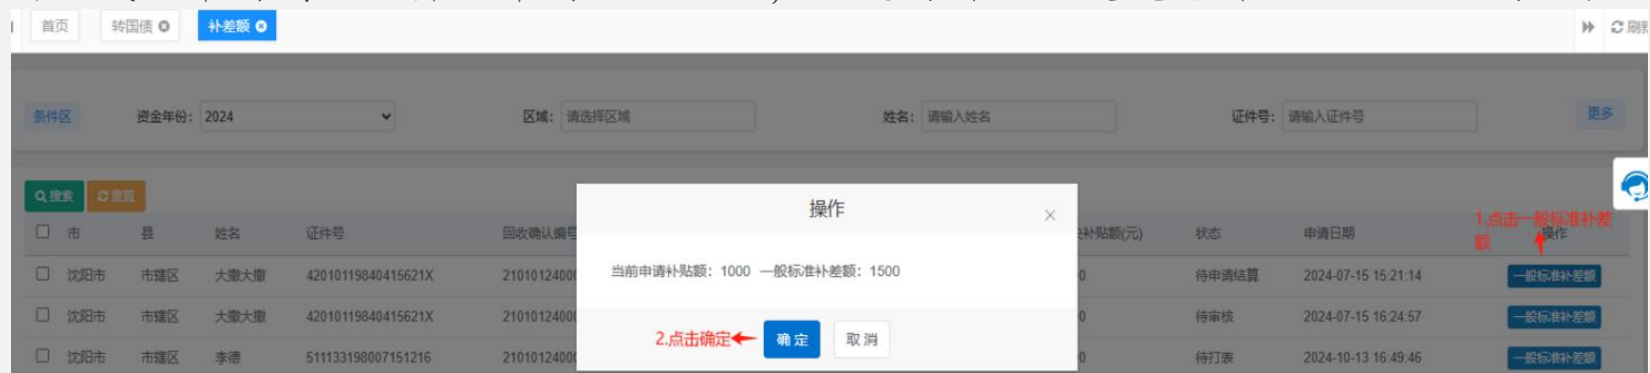 首页 转国债 补差额
条件区 资金年份: 2024 区域: 请选择区域 姓名: 请输入姓名 证件号: 请输入证件号 更多
搜索 重置
操作
1.点击一般标准补差额
市 县 姓名 证件号 回收确认编号 补贴额(元) 状态 申请日期 操作
当前申请补贴额：1000 一般标准补差额：1500
沈阳市 市辖区 大撒大撒 42010119840415621X 21010124000 0 待申请结算 2024-07-15 15:21:14 一般标准补差额
沈阳市 市辖区 大撒大撒 42010119840415621X 21010124000 0 待审核 2024-07-15 16:24:57 一般标准补差额
2.点击确定 确定 取消
沈阳市 市辖区 李德 511133198007151216 21010124000 0 待打表 2024-10-13 16:49:46 一般标准补差额